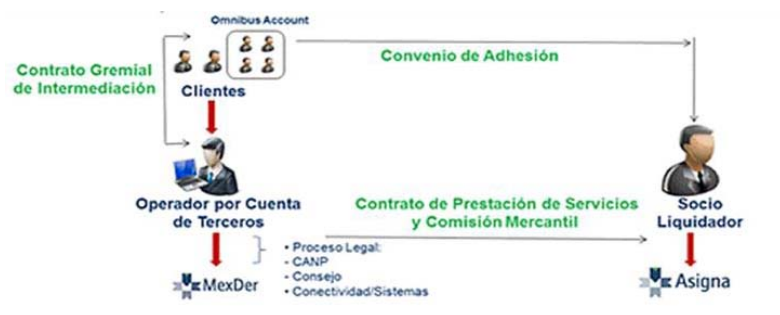 Omnibus Account
Contrato Gremial
de Intermediación
Convenio de Adhesión
Clientes
Operador por Cuenta
de Terceros
Contrato de Prestación de Servicios
y Comisión Mercantil
Socio
Liquidador
• Proceso Legal:
- CANP
- Consejo
• Conectividad/Sistemas
MexDer
Asigna